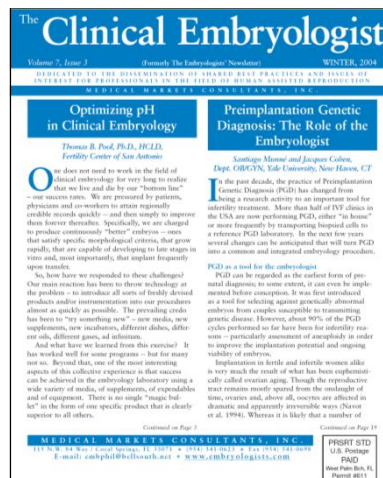 The
Clinical Embryologist
Volume 7, Issue 3 (Formerly The Embryologists' Newsletter) WINTER, 2004
DEDICATED TO THE DISSEMINATION OF SHARED BEST PRACTICES AND ISSUES OF
INTEREST FOR PROFESSIONALS IN THE FIELD OF HUMAN ASSISTED REPRODUCTION
MEDICAL MARKETS CONSULTANTS, INC.
Optimizing pH
in Clinical Embryology
Thomas B. Pool, Ph.D., HCLD,
Fertility Center of San Antonio
One does not need to work in the field of
clinical embryology for very long to realize
that we live and die by our "bottom line"
– our success rates. We are pressured by patients,
physicians and co-workers to attain regionally
credible records quickly – and then simply to improve
them forever thereafter. Specifically, we are charged
to produce continuously "better" embryos – ones
that satisfy specific morphological criteria, that grow
rapidly, that are capable of developing to late stages in
vitro and, most importantly, that implant frequently
upon transfer.
So, how have we responded to these challenges?
Our main reaction has been to throw technology at
the problem – to introduce all sorts of freshly devised
products and/or instrumentation into our procedures
almost as quickly as possible. The prevailing credo
has been to "try something new" – new media, new
supplements, new incubators, different dishes, differ-
ent oils, different gases, ad infinitum.
And what have we learned from this exercise? It
has worked well for some programs – but for many
not so. Beyond that, one of the most interesting
aspects of this collective experience is that success
can be achieved in the embryology laboratory using a
wide variety of media, of supplements, of expendables
and of equipment. There is no single "magic bul-
let" in the form of one specific product that is clearly
superior to all others.
Continued on Page 3
Preimplantation Genetic
Diagnosis: The Role of the
Embryologist
Santiago Munné and Jacques Cohen,
Dept. OB/GYN, Yale University, New Haven, CT
In the past decade, the practice of Preimplantation
Genetic Diagnosis (PGD) has changed from
being a research activity to an important tool for
infertility treatment. More than half of IVF clinics in
the USA are now performing PGD, either "in house"
or more frequently by transporting biopsied cells to
a reference PGD laboratory. In the next few years
several changes can be anticipated that will turn PGD
into a common and integrated embryology procedure.
PGD as a tool for the embryologist
PGD can be regarded as the earliest form of pre-
natal diagnosis; to some extent, it can even be imple-
mented before conception. It was first introduced
as a tool for selecting against genetically abnormal
embryos from couples susceptible to transmitting
genetic disease. However, about 90% of the PGD
cycles performed so far have been for infertility rea-
sons – particularly assessment of aneuploidy in order
to improve the implantation potential and ongoing
viability of embryos.
Implantation in fertile and infertile women alike
is very much the result of what has been euphemisti-
cally called ovarian aging. Though the reproductive
tract remains mostly spared from the onslaught of
time, ovaries and, above all, oocytes are affected in
dramatic and apparently irreversible ways (Navot
et al. 1994). Whereas it is likely that a number of
Continued on Page 19
MEDICAL MARKETS CONSULTANTS, INC.
Coral Springs, FL
E-mail: embphil@bellsouth.net • www.embryologists.com
PRSRT STD
U.S. Postage
PAID
West Palm Bch, FL
Permit #611